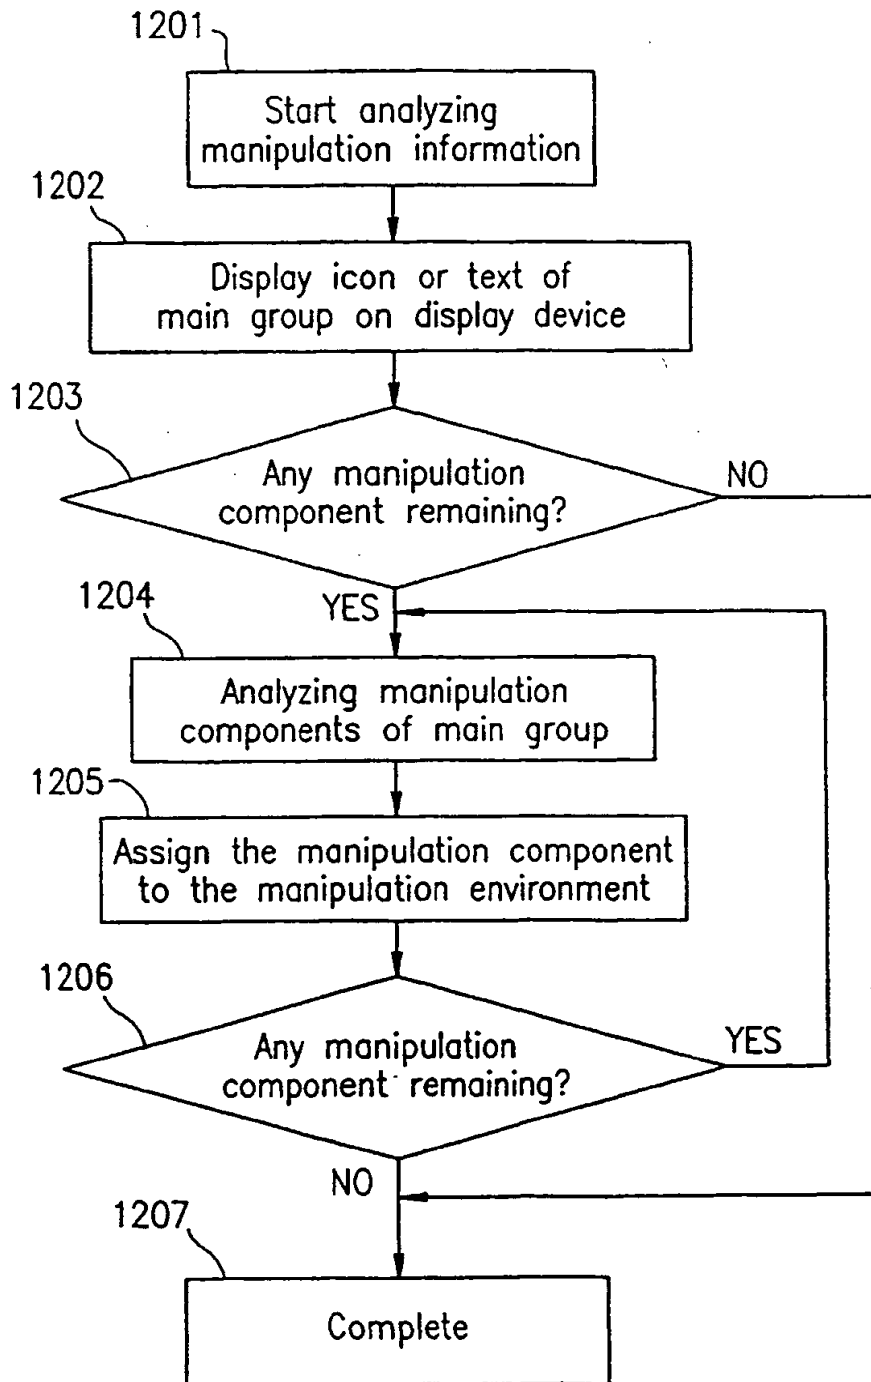 1201
Start analyzing
manipulation information
1202
Display icon or text of
main group on display device
1203
Any manipulation
component remaining?
NO
YES
1204
Analyzing manipulation
components of main group
1205
Assign the manipulation component
to the manipulation environment
1206
Any manipulation
component remaining?
YES
NO
1207
Complete